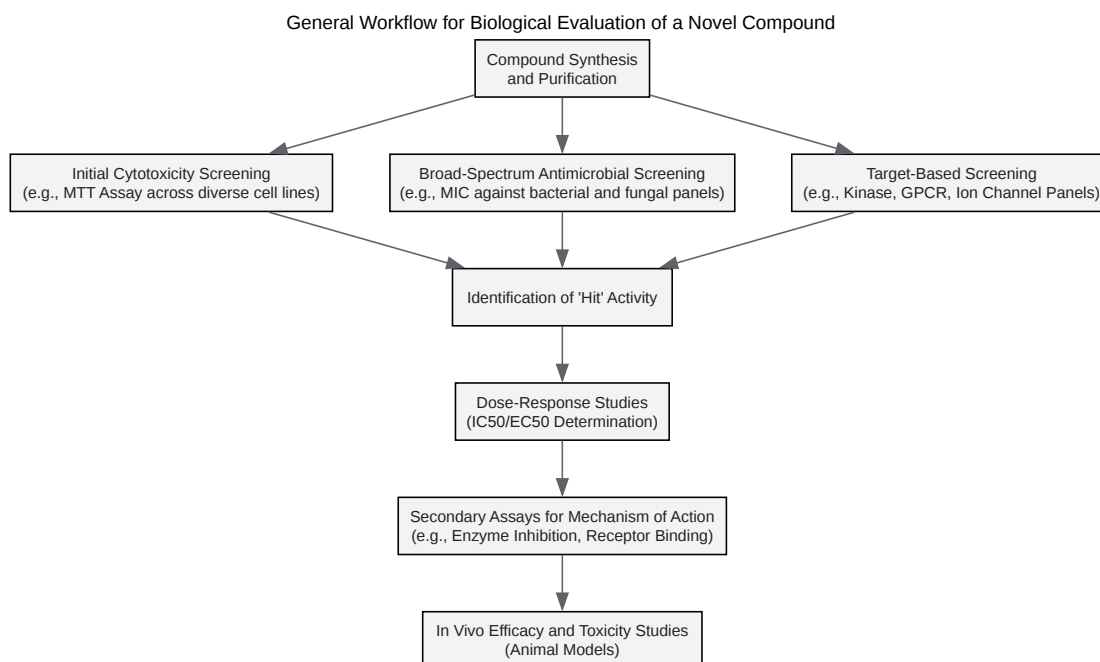 General Workflow for Biological Evaluation of a Novel Compound
Compound Synthesis
and Purification
Initial Cytotoxicity Screening
(e.g., MTT Assay across diverse cell lines)
Broad-Spectrum Antimicrobial Screening
(e.g., MIC against bacterial and fungal panels)
Target-Based Screening
(e.g., Kinase, GPCR, Ion Channel Panels)
Identification of 'Hit' Activity
Dose-Response Studies
(IC50/EC50 Determination)
Secondary Assays for Mechanism of Action
(e.g., Enzyme Inhibition, Receptor Binding)
In Vivo Efficacy and Toxicity Studies
(Animal Models)